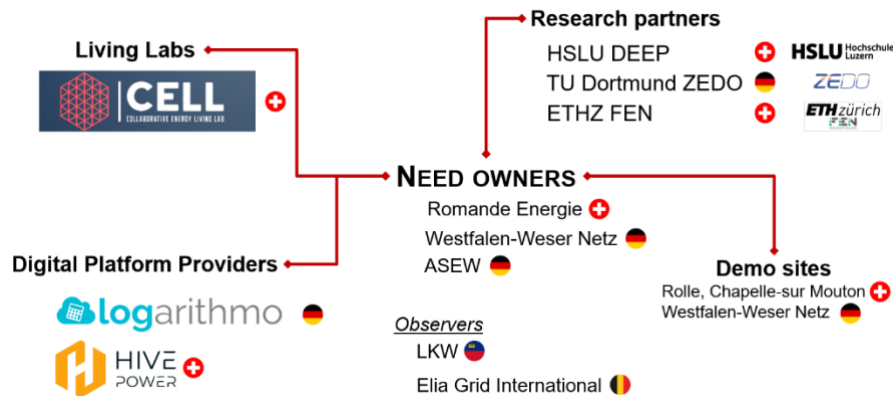 Living Labs
CELL
COLLABORATIVE ENERGY LIVING LAB
Research partners
HSLU DEEP
HSLU Hochschule
Luzern
TU Dortmund ZEDO
ZEDO
ETHZ FEN
ETH zürich
FEN
NEED OWNERS
Romande Energie
Westfalen-Weser Netz
ASEW
Digital Platform Providers
logarithmo
HIVE
POWER
Observers
LKW
Elia Grid International
Demo sites
Rolle, Chapelle-sur Mouton
Westfalen-Weser Netz